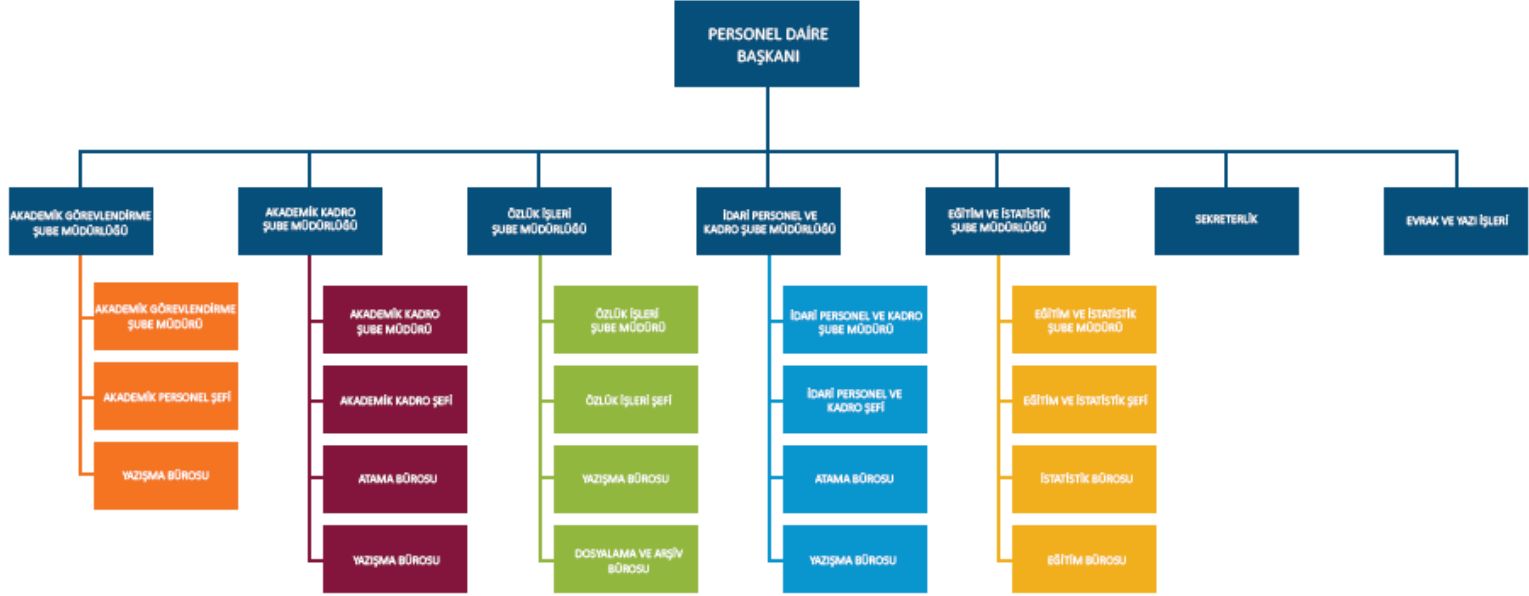 PERSONEL DAİRE
BAŞKANI
AKADEMİK GÖREVLENDİRME
ŞUBE MÜDÜRLÜĞÜ
AKADEMİK KADRO
ŞUBE MÜDÜRLÜĞÜ
ÖZLÜK İŞLERİ
ŞUBE MÜDÜRLÜĞÜ
İDARİ PERSONEL VE
KADRO ŞUBE MÜDÜRLÜĞÜ
EĞİTİM VE İSTATİSTİK
ŞUBE MÜDÜRLÜĞÜ
SEKRETERLİK
EVRAK VE YAZI İŞLERİ
AKADEMİK GÖREVLENDİRME
ŞUBE MÜDÜRÜ
AKADEMİK PERSONEL ŞEFİ
YAZIŞMA BÜROSU
AKADEMİK KADRO
ŞUBE MÜDÜRÜ
AKADEMİK KADRO ŞEFİ
ATAMA BÜROSU
YAZIŞMA BÜROSU
ÖZLÜK İŞLERİ
ŞUBE MÜDÜRÜ
ÖZLÜK İŞLERİ ŞEFİ
YAZIŞMA BÜROSU
DOSYALAMA VE ARŞİV
BÜROSU
İDARİ PERSONEL VE KADRO
ŞUBE MÜDÜRÜ
İDARİ PERSONEL VE
KADRO ŞEFİ
ATAMA BÜROSU
YAZIŞMA BÜROSU
EĞİTİM VE İSTATİSTİK
ŞUBE MÜDÜRÜ
EĞİTİM VE İSTATİSTİK ŞEFİ
İSTATİSTİK BÜROSU
EĞİTİM BÜROSU